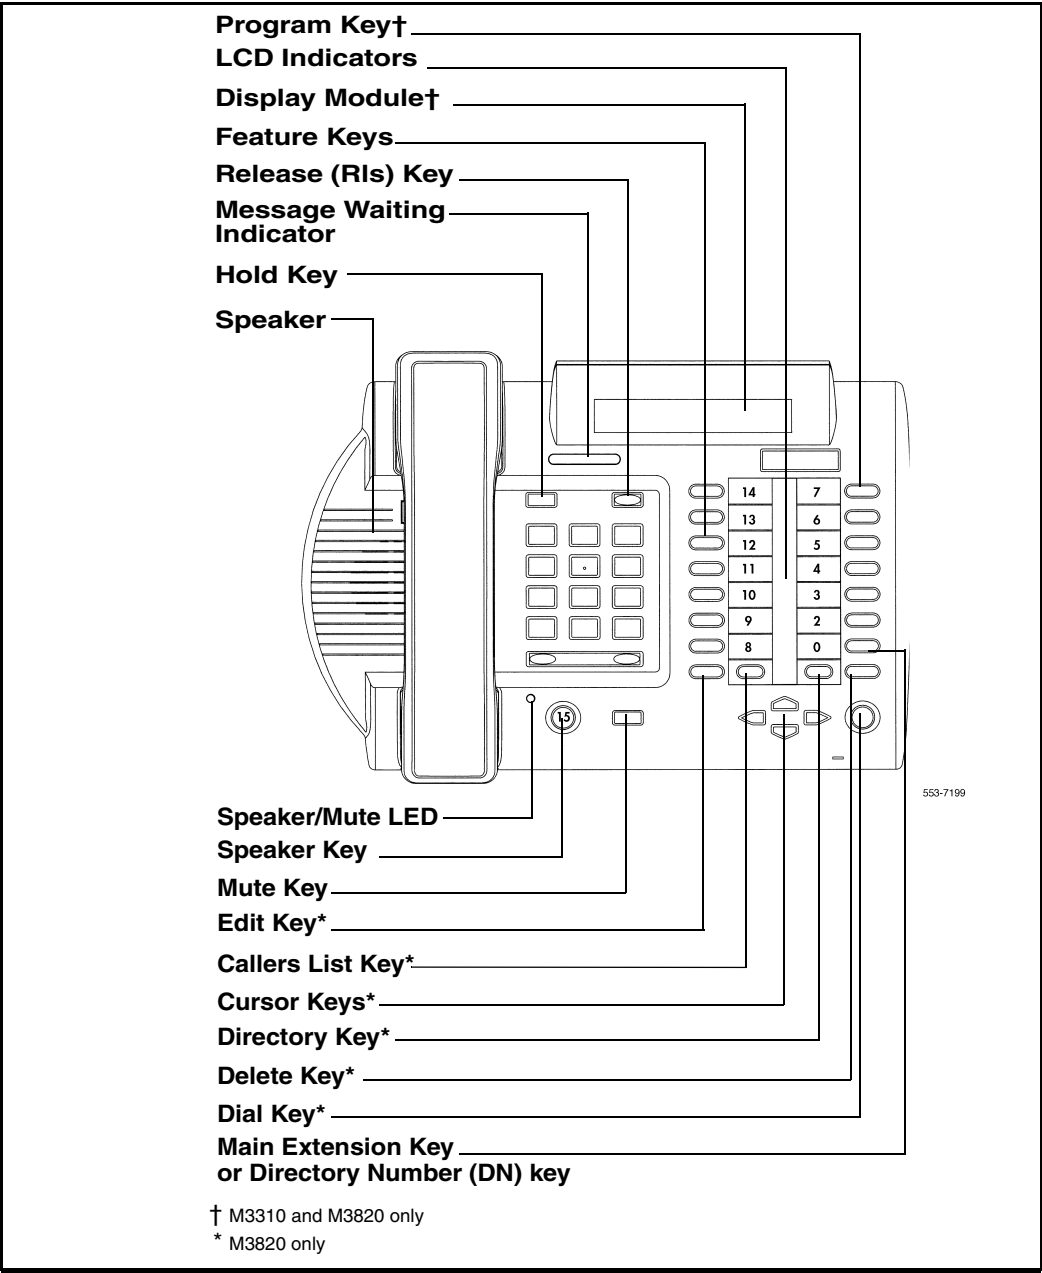 Program Key†
LCD Indicators
Display Module†
Feature Keys
Release (Rls) Key
Message Waiting
Indicator
Hold Key
Speaker
14 7
13 6
12 5
11 4
10 3
9 2
8 0
15
553-7199
Speaker/Mute LED
Speaker Key
Mute Key
Edit Key*
Callers List Key*
Cursor Keys*
Directory Key*
Delete Key*
Dial Key*
Main Extension Key
or Directory Number (DN) key
† M3310 and M3820 only
* M3820 only